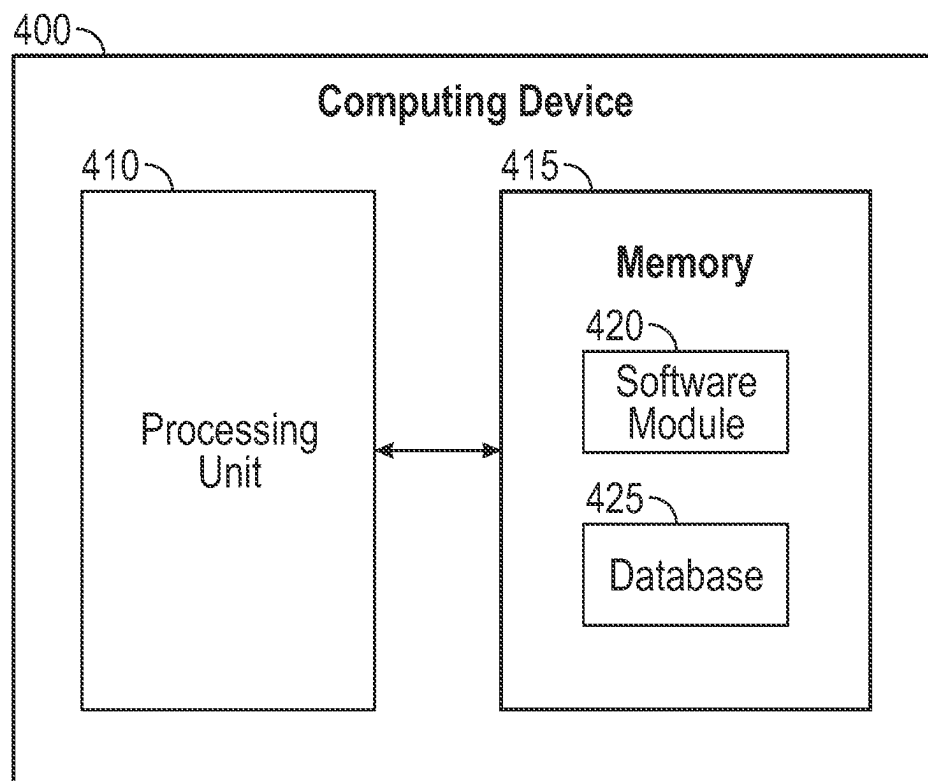 400
Computing Device
410
415
Memory
420
Software
Module
Processing
Unit
425
Database